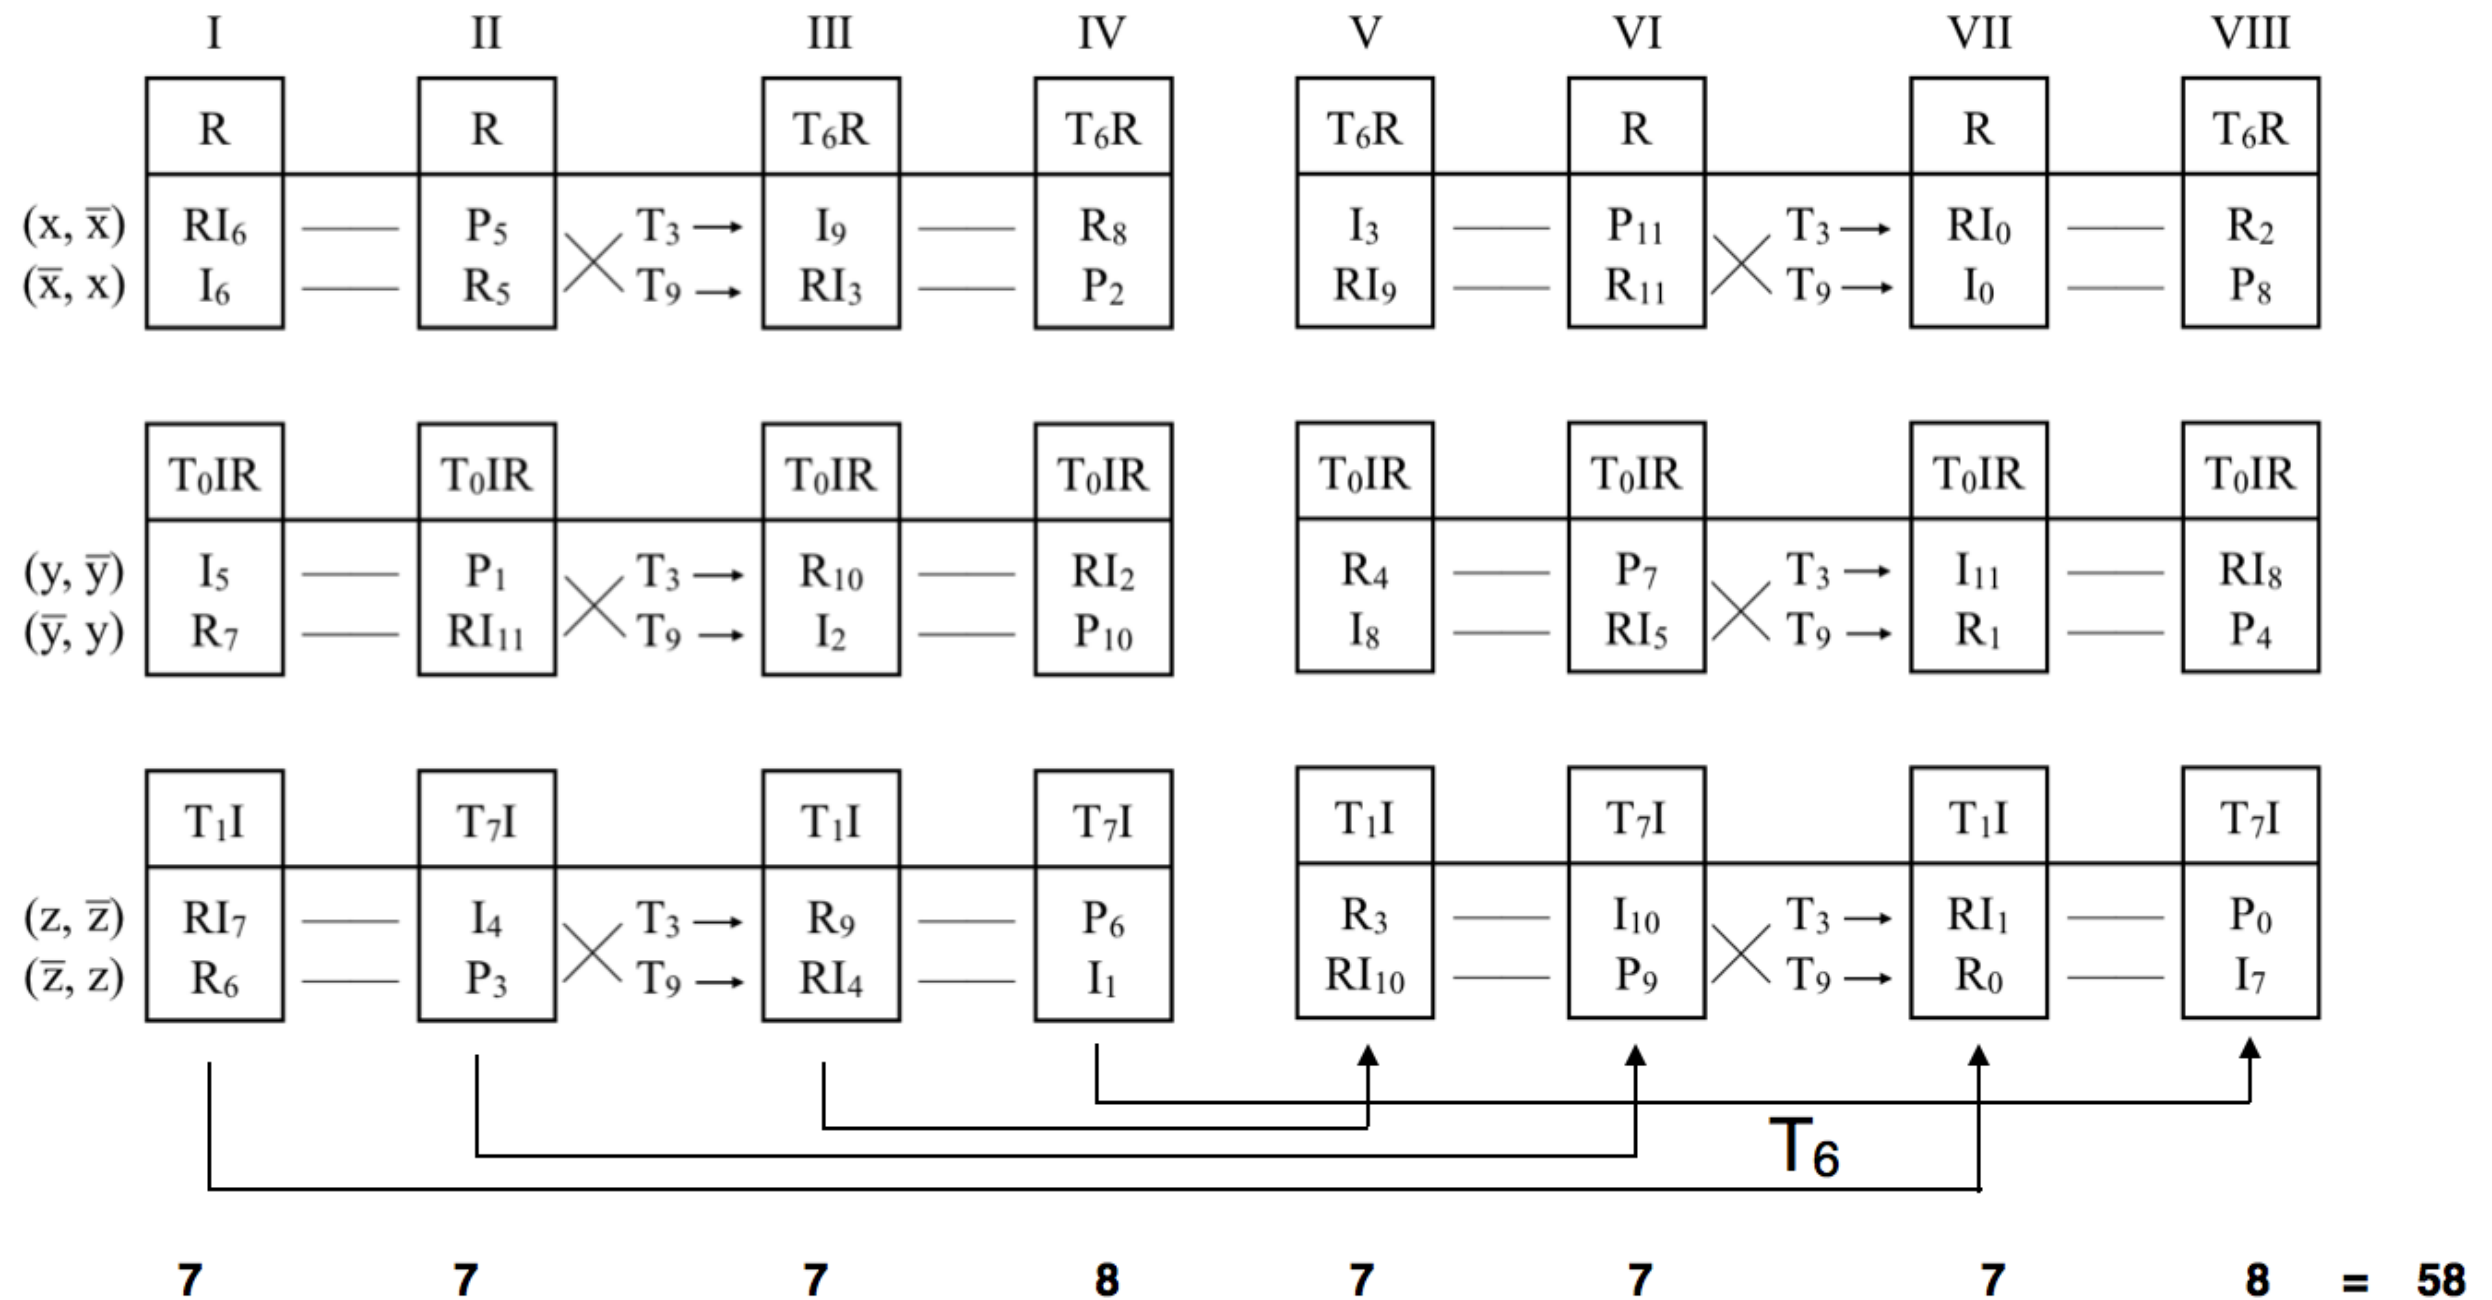 I II III IV V VI VII VIII
R R T₆R T₆R T₆R R R T₆R
(x, x̅) RI₆ P₅ T₃ I₉ R₈ I₃ P₁₁ T₃ RI₀ R₂
(x̅, x) I₆ R₅ T₉ RI₃ P₂ RI₉ R₁₁ T₉ I₀ P₈
T₀IR T₀IR T₀IR T₀IR T₀IR T₀IR T₀IR T₀IR
(y, y̅) I₅ P₁ T₃ R₁₀ RI₂ R₄ P₇ T₃ I₁₁ RI₈
(y̅, y) R₇ RI₁₁ T₉ I₂ P₁₀ I₈ RI₅ T₉ R₁ P₄
T₁I T₇I T₁I T₇I T₁I T₇I T₁I T₇I
(z, z̅) RI₇ I₄ T₃ R₉ P₆ R₃ I₁₀ T₃ RI₁ P₀
(z̅, z) R₆ P₃ T₉ RI₄ I₁ RI₁₀ P₉ T₉ R₀ I₇
T₆
7 7 7 8 7 7 7 8 = 58